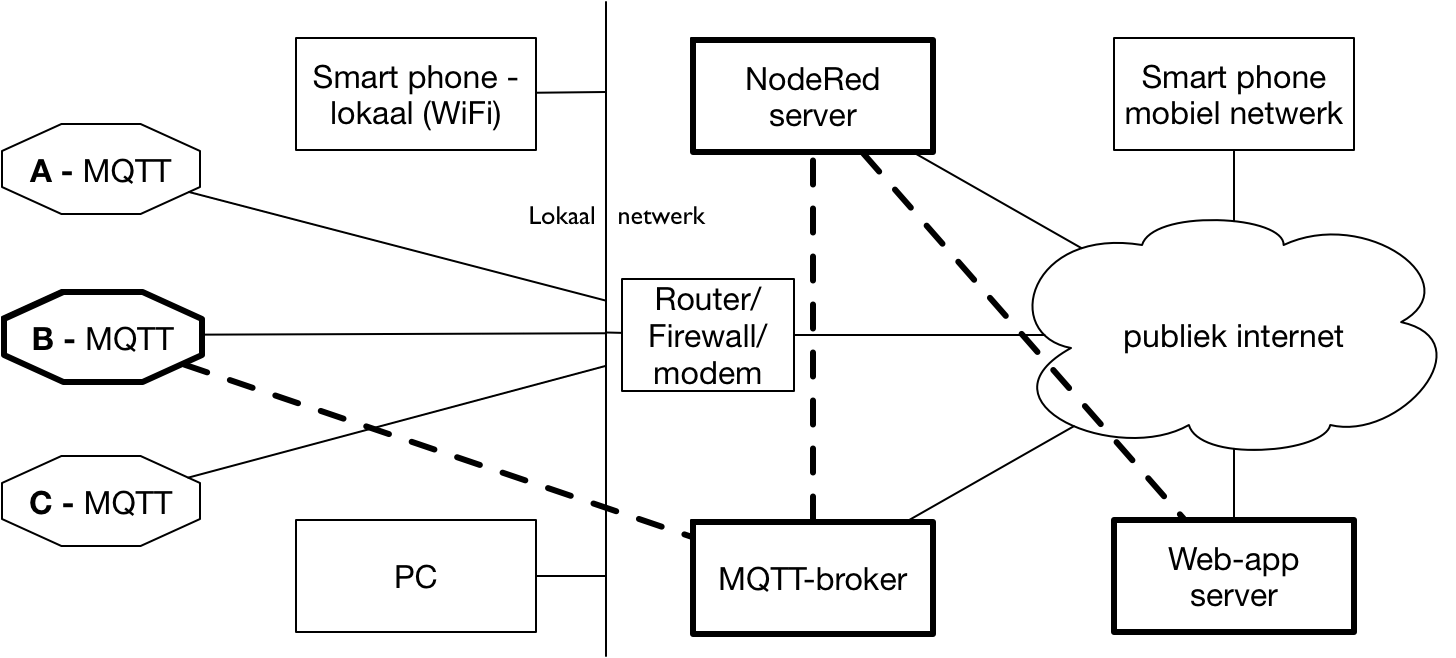 Smart phone -
lokaal (WiFi)
NodeRed
server
Smart phone
mobiel netwerk
A - MQTT
Lokaal netwerk
B - MQTT
Router/
Firewall/
modem
publiek internet
C - MQTT
PC
MQTT-broker
Web-app
server